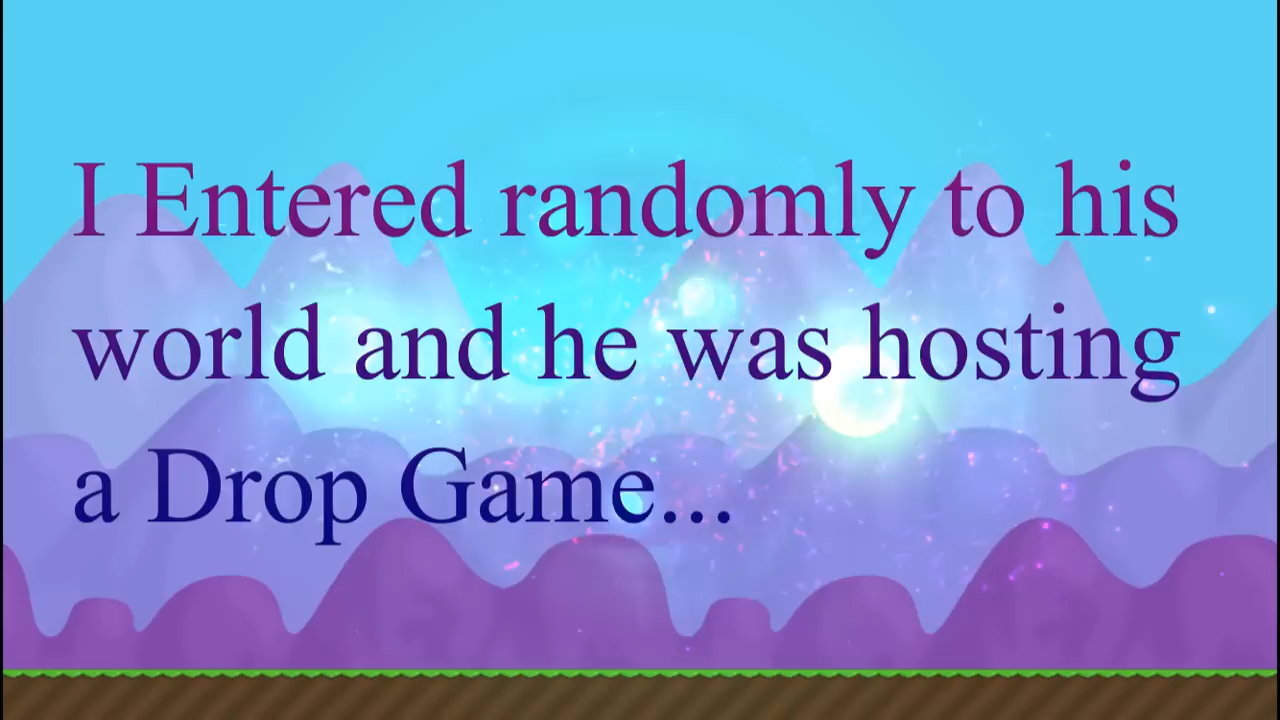 I Entered randomly to his
world and he was hosting
a Drop Game...